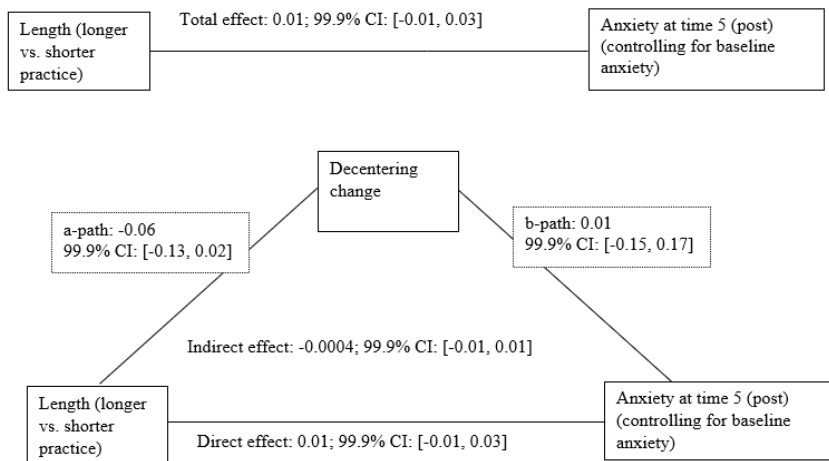 Length (longer
vs. shorter
practice)
Total effect: 0.01; 99.9% CI: [-0.01, 0.03]
Anxiety at time 5 (post)
(controlling for baseline
anxiety)
Decentering
change
a-path: -0.06
99.9% CI: [-0.13, 0.02]
b-path: 0.01
99.9% CI: [-0.15, 0.17]
Indirect effect: -0.0004; 99.9% CI: [-0.01, 0.01]
Length (longer
vs. shorter
practice)
Direct effect: 0.01; 99.9% CI: [-0.01, 0.03]
Anxiety at time 5 (post)
(controlling for baseline
anxiety)